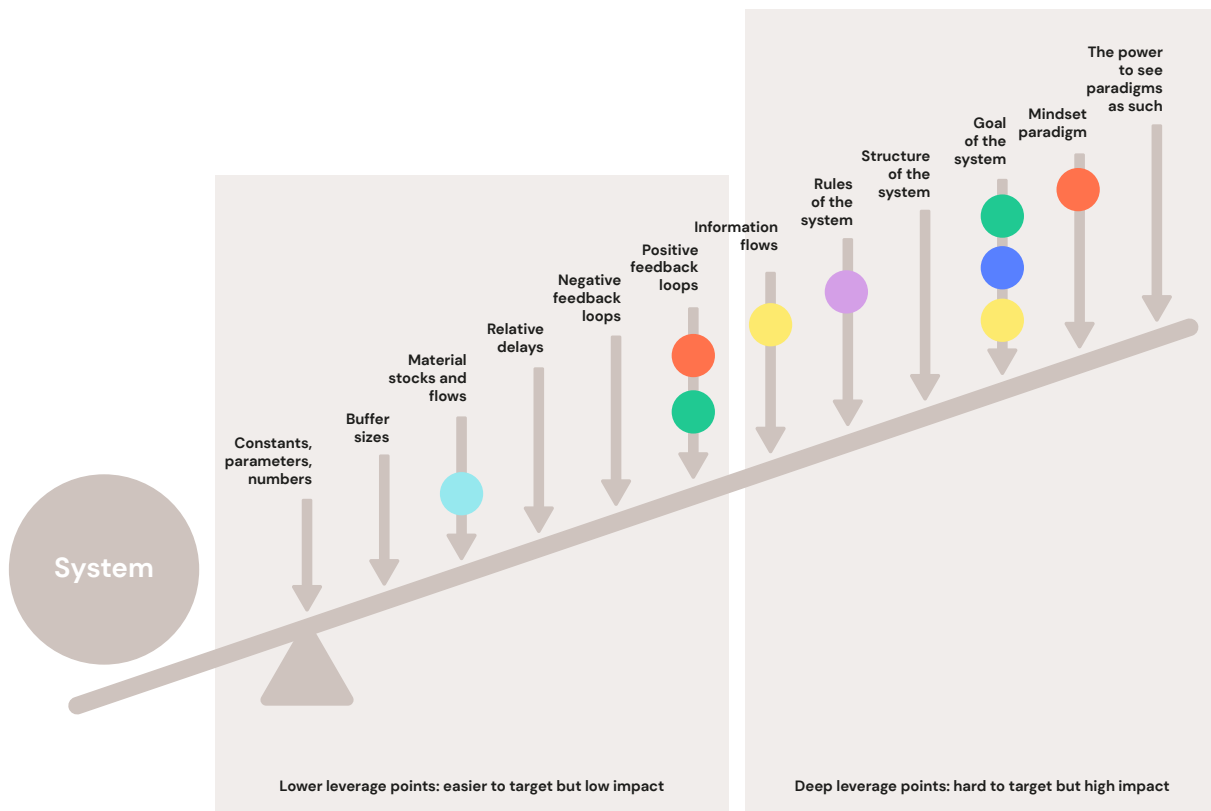 The power
to see
paradigms
as such
Mindset
paradigm
Goal
of the
system
Structure
of the
system
Rules
of the
system
Information
flows
Positive
feedback
loops
Negative
feedback
loops
Relative
delays
Material
stocks and
flows
Buffer
sizes
Constants,
parameters,
numbers
System
Lower leverage points: easier to target but low impact
Deep leverage points: hard to target but high impact